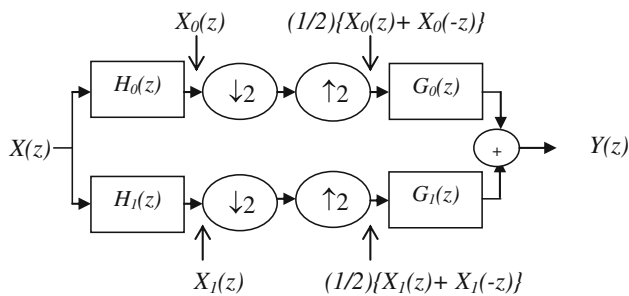 X₀(z)
(1/2){X₀(z)+ X₀(-z)}
H₀(z)
↓2
↑2
G₀(z)
X(z)
+
Y(z)
H₁(z)
↓2
↑2
G₁(z)
X₁(z)
(1/2){X₁(z)+ X₁(-z)}